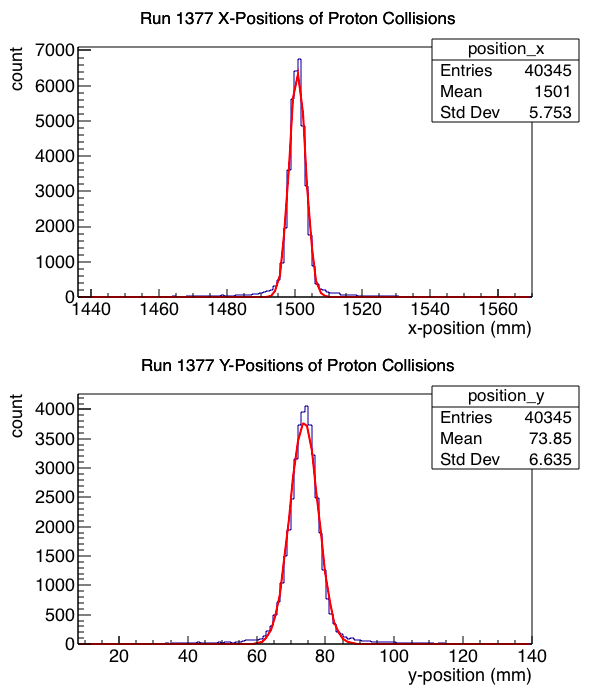 Run 1377 X-Positions of Proton Collisions
position_x
Entries 40345
Mean 1501
Std Dev 5.753
count
7000
6000
5000
4000
3000
2000
1000
0
1440 1460 1480 1500 1520 1540 1560
x-position (mm)
Run 1377 Y-Positions of Proton Collisions
position_y
Entries 40345
Mean 73.85
Std Dev 6.635
count
4000
3500
3000
2500
2000
1500
1000
500
0
20 40 60 80 100 120 140
y-position (mm)